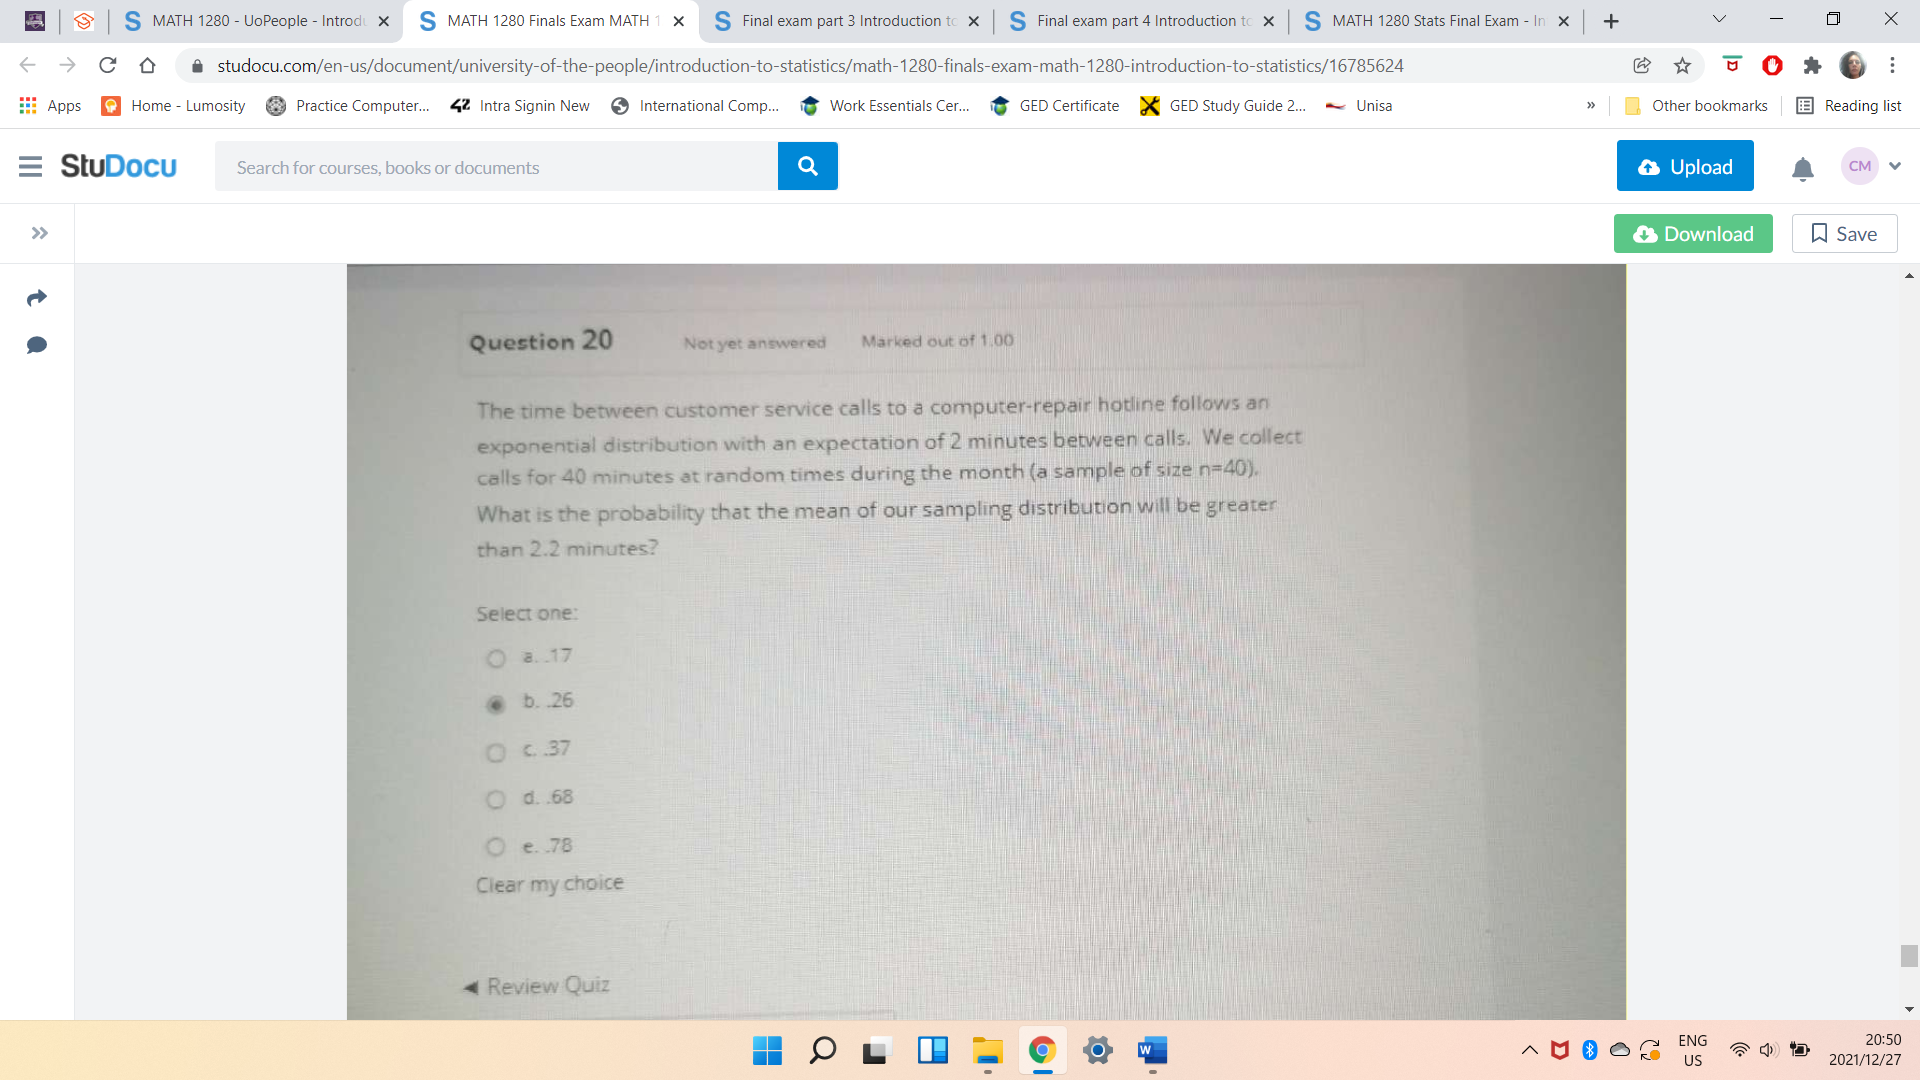 MATH 1280 - UoPeople - Introdu
MATH 1280 Finals Exam MATH 1
Final exam part 3 Introduction to
Final exam part 4 Introduction to
MATH 1280 Stats Final Exam - In
studocu.com/en-us/document/university-of-the-people/introduction-to-statistics/math-1280-finals-exam-math-1280-introduction-to-statistics/16785624
Apps
Home - Lumosity
Practice Computer...
Intra Signin New
International Comp...
Work Essentials Cer...
GED Certificate
GED Study Guide 2...
Unisa
»
Other bookmarks
Reading list
StuDocu
Search for courses, books or documents
Upload
CM
Download
Save
Question 20 Not yet answered Marked out of 1.00
The time between customer service calls to a computer-repair hotline follows an
exponential distribution with an expectation of 2 minutes between calls. We collect
calls for 40 minutes at random times during the month (a sample of size n=40).
What is the probability that the mean of our sampling distribution will be greater
than 2.2 minutes?
Select one:
a. .17
b. .26
c. .37
d. .68
e. .78
Clear my choice
◄ Review Quiz
ENG
US
20:50
2021/12/27